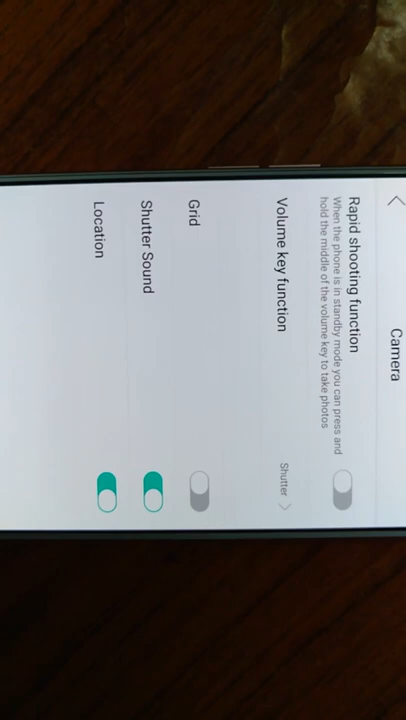 Camera
Rapid shooting function
When the phone is in standby mode you can press and
hold the middle of the volume key to take photos
Volume key function
Shutter
Grid
Shutter Sound
Location